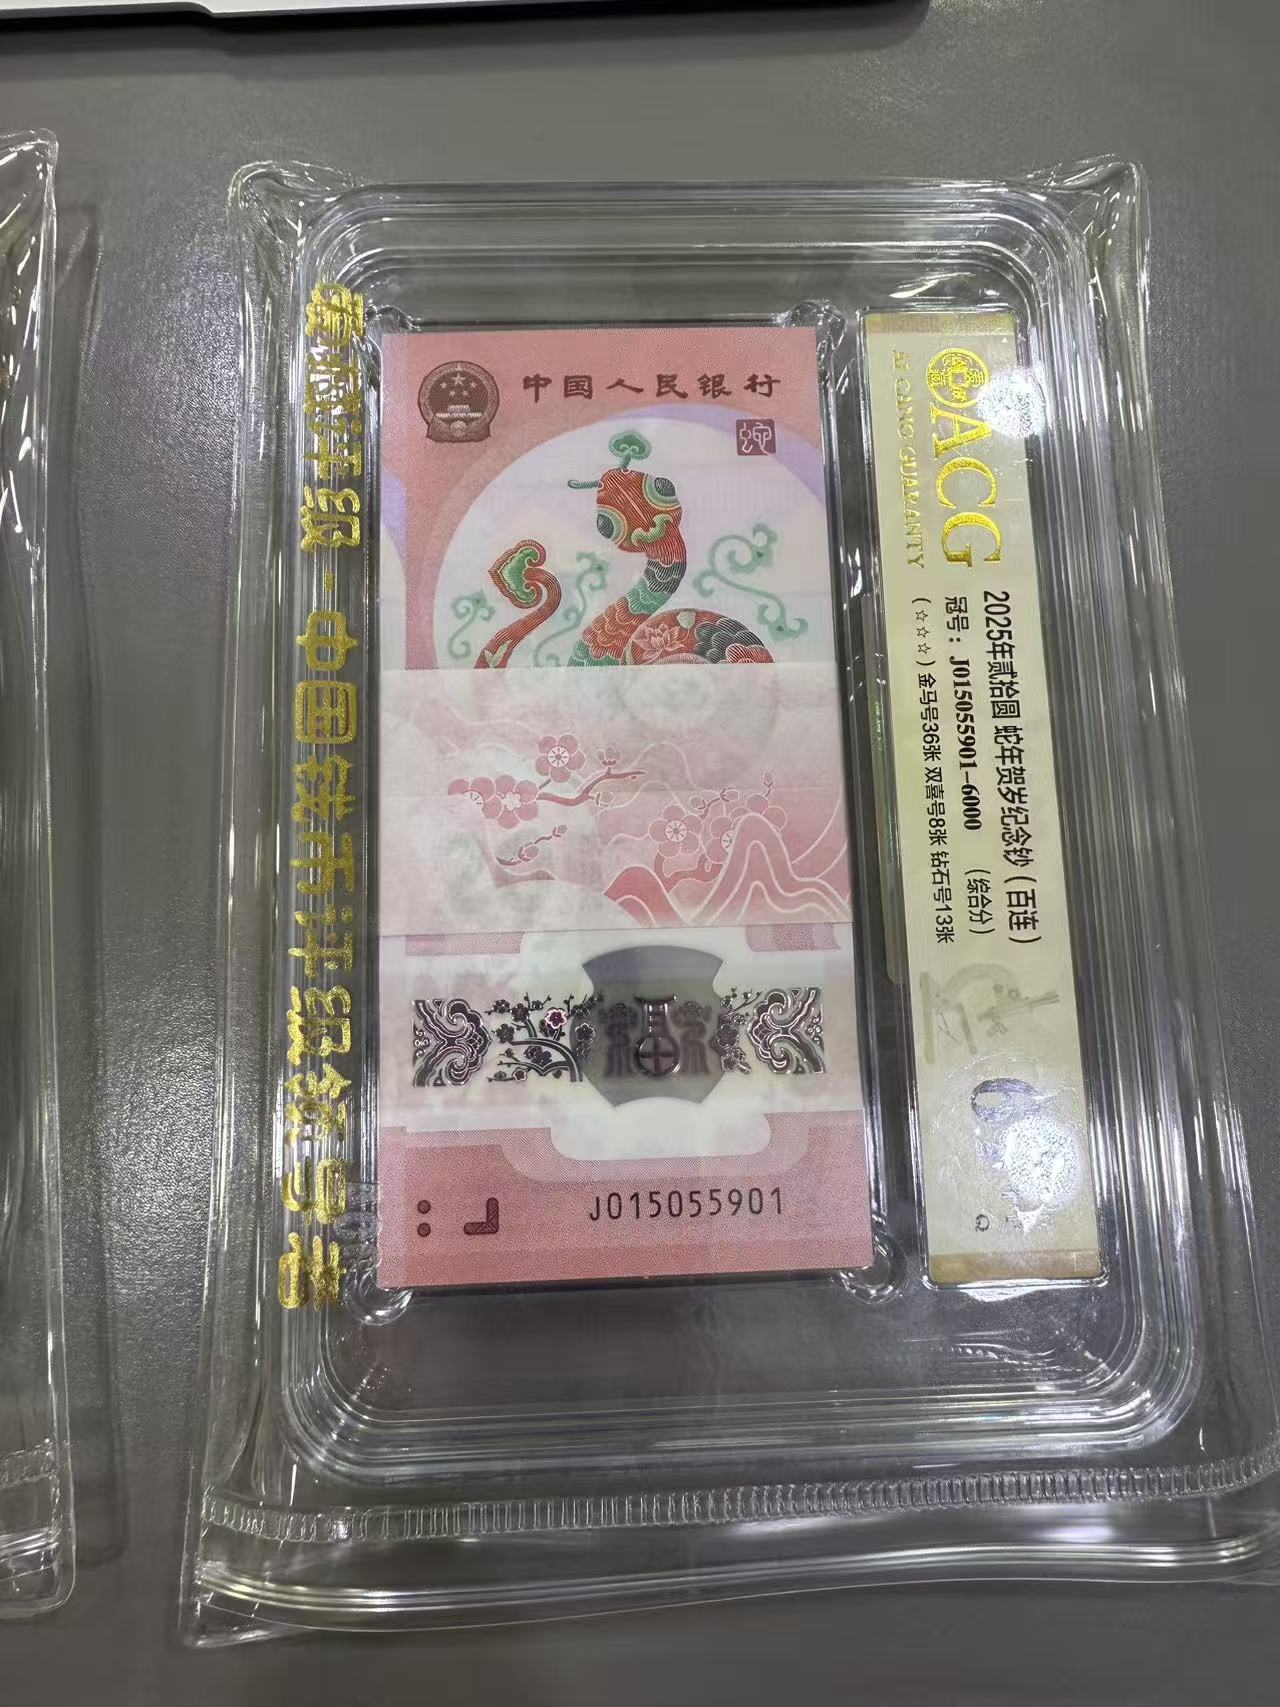 中国人民银行
蛇
福
J015055901
ACG
AI CANG GUARANTY
2025年贰拾圆 蛇年贺岁纪念钞（百连）
冠号：J015055901-6000 （综合分）
（☆☆☆）金马号36张 双喜号8张 钻石号13张